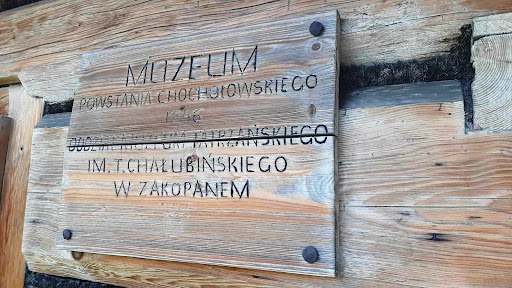 MUZEUM
POWSTANIA CHOCHOŁOWSKIEGO
1846
ODDZIAŁ MUZEUM TATRZAŃSKIEGO
IM. T. CHAŁUBIŃSKIEGO
W ZAKOPANEM